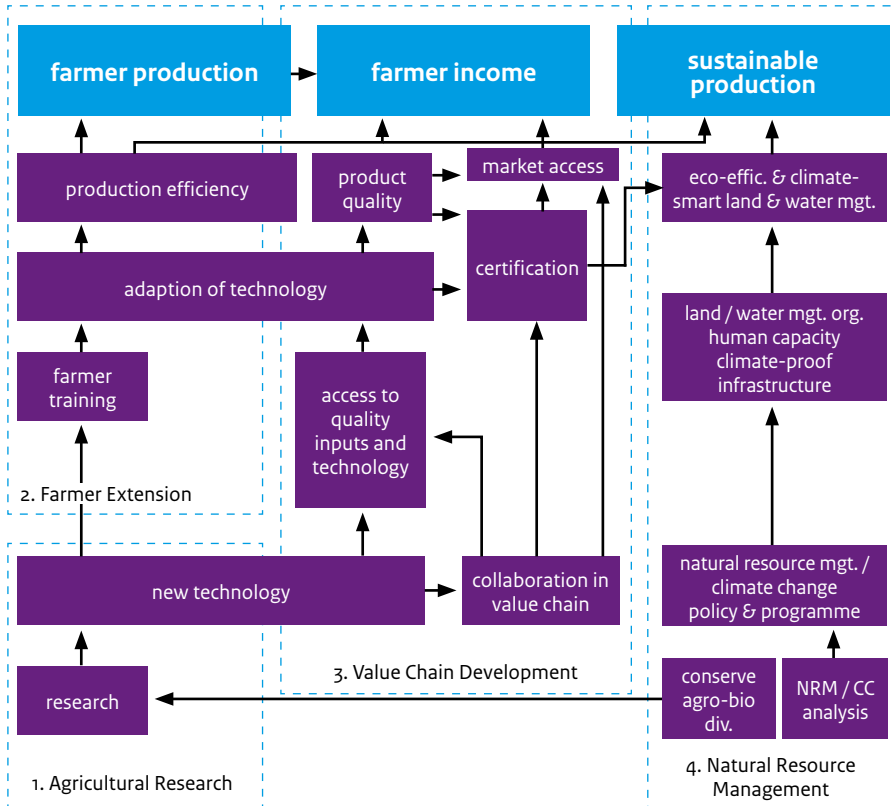 farmer production
farmer income
sustainable
production
production efficiency
product
quality
market access
eco-effic. & climate-
smart land & water mgt.
adaption of technology
certification
land / water mgt. org.
human capacity
climate-proof
infrastructure
farmer
training
access to
quality
inputs and
technology
2. Farmer Extension
new technology
collaboration in
value chain
natural resource mgt. /
climate change
policy & programme
3. Value Chain Development
research
conserve
agro-bio
div.
NRM / CC
analysis
1. Agricultural Research
4. Natural Resource
Management